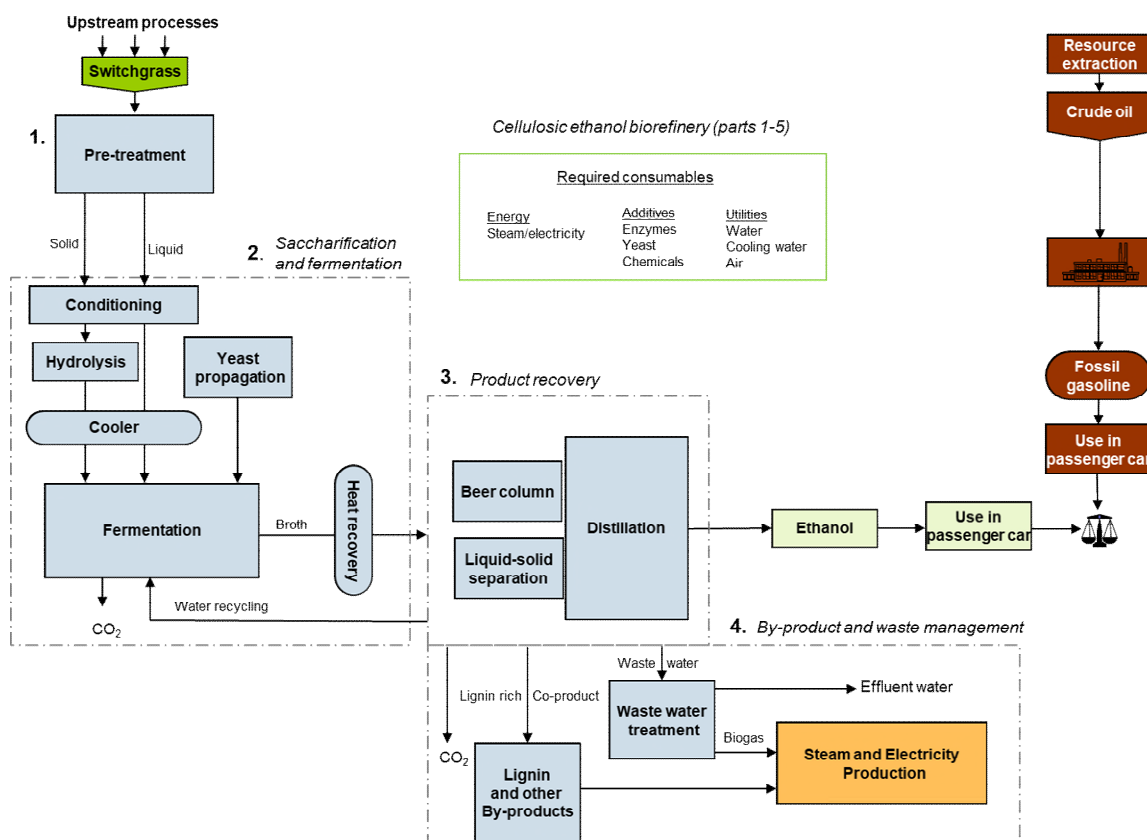 Upstream processes
Switchgrass
1.
Pre-treatment
Solid
Liquid
2. Saccharification
and fermentation
Conditioning
Hydrolysis
Yeast
propagation
Cooler
Fermentation
Broth
Heat recovery
Water recycling
CO2
Cellulosic ethanol biorefinery (parts 1-5)
Required consumables
Energy
Steam/electricity
Additives
Enzymes
Yeast
Chemicals
Utilities
Water
Cooling water
Air
3. Product recovery
Beer column
Liquid-solid
separation
Distillation
Ethanol
Use in
passenger car
4. By-product and waste management
Waste water
Lignin rich Co-product
CO2
Waste water
treatment
Effluent water
Biogas
Lignin
and other
By-products
Steam and Electricity
Production
Resource
extraction
Crude oil
Fossil
gasoline
Use in
passenger car